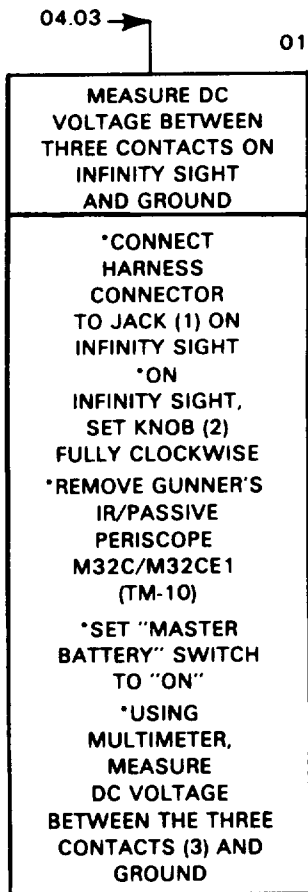 04.03
01
MEASURE DC
VOLTAGE BETWEEN
THREE CONTACTS ON
INFINITY SIGHT
AND GROUND
*CONNECT
HARNESS
CONNECTOR
TO JACK (1) ON
INFINITY SIGHT
*ON
INFINITY SIGHT,
SET KNOB (2)
FULLY CLOCKWISE
*REMOVE GUNNER'S
IR/PASSIVE
PERISCOPE
M32C/M32CE1
(TM-10)
*SET "MASTER
BATTERY" SWITCH
TO "ON"
*USING
MULTIMETER,
MEASURE
DC VOLTAGE
BETWEEN THE THREE
CONTACTS (3) AND
GROUND